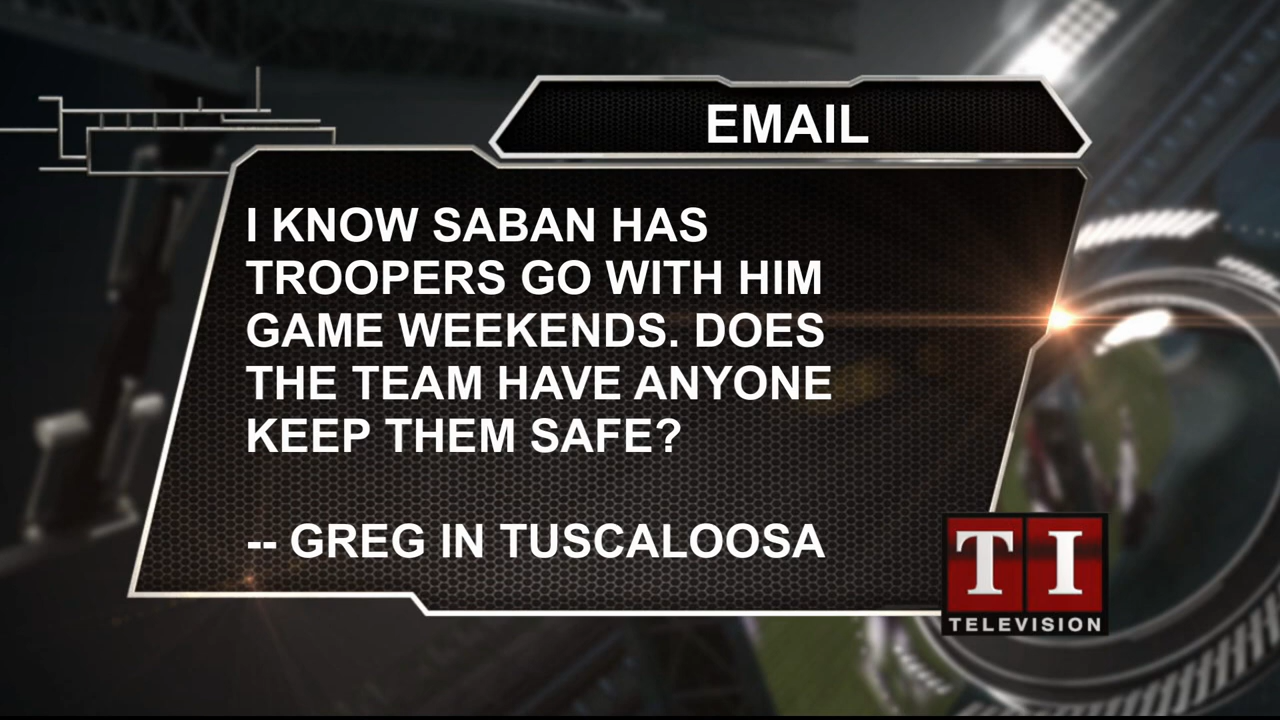 EMAIL
I KNOW SABAN HAS
TROOPERS GO WITH HIM
GAME WEEKENDS. DOES
THE TEAM HAVE ANYONE
KEEP THEM SAFE?
-- GREG IN TUSCALOOSA
TI
TELEVISION